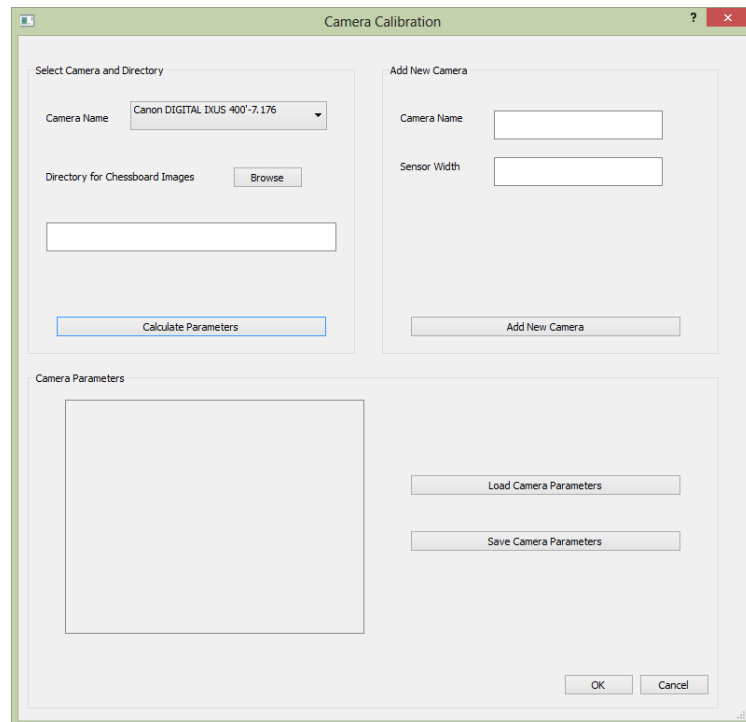 Camera Calibration
?
Select Camera and Directory
Camera Name
Canon DIGITAL IXUS 400'-7.176
Directory for Chessboard Images
Browse
Calculate Parameters
Add New Camera
Camera Name
Sensor Width
Add New Camera
Camera Parameters
Load Camera Parameters
Save Camera Parameters
OK
Cancel